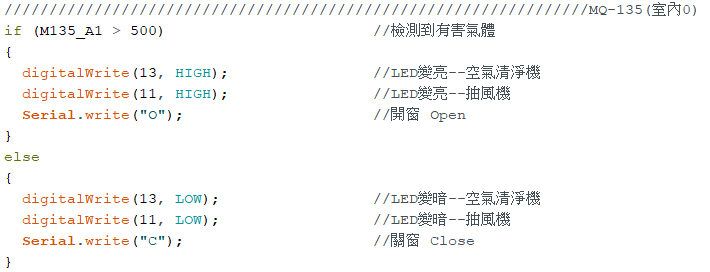 //////////////////////////////////////////////////////////////////MQ-135(室內0)
if (M135_A1 > 500) //檢測到有害氣體
{
digitalWrite(13, HIGH); //LED變亮--空氣清淨機
digitalWrite(11, HIGH); //LED變亮--抽風機
Serial.write("O"); //開窗 Open
}
else
{
digitalWrite(13, LOW); //LED變暗--空氣清淨機
digitalWrite(11, LOW); //LED變暗--抽風機
Serial.write("C"); //關窗 Close
}